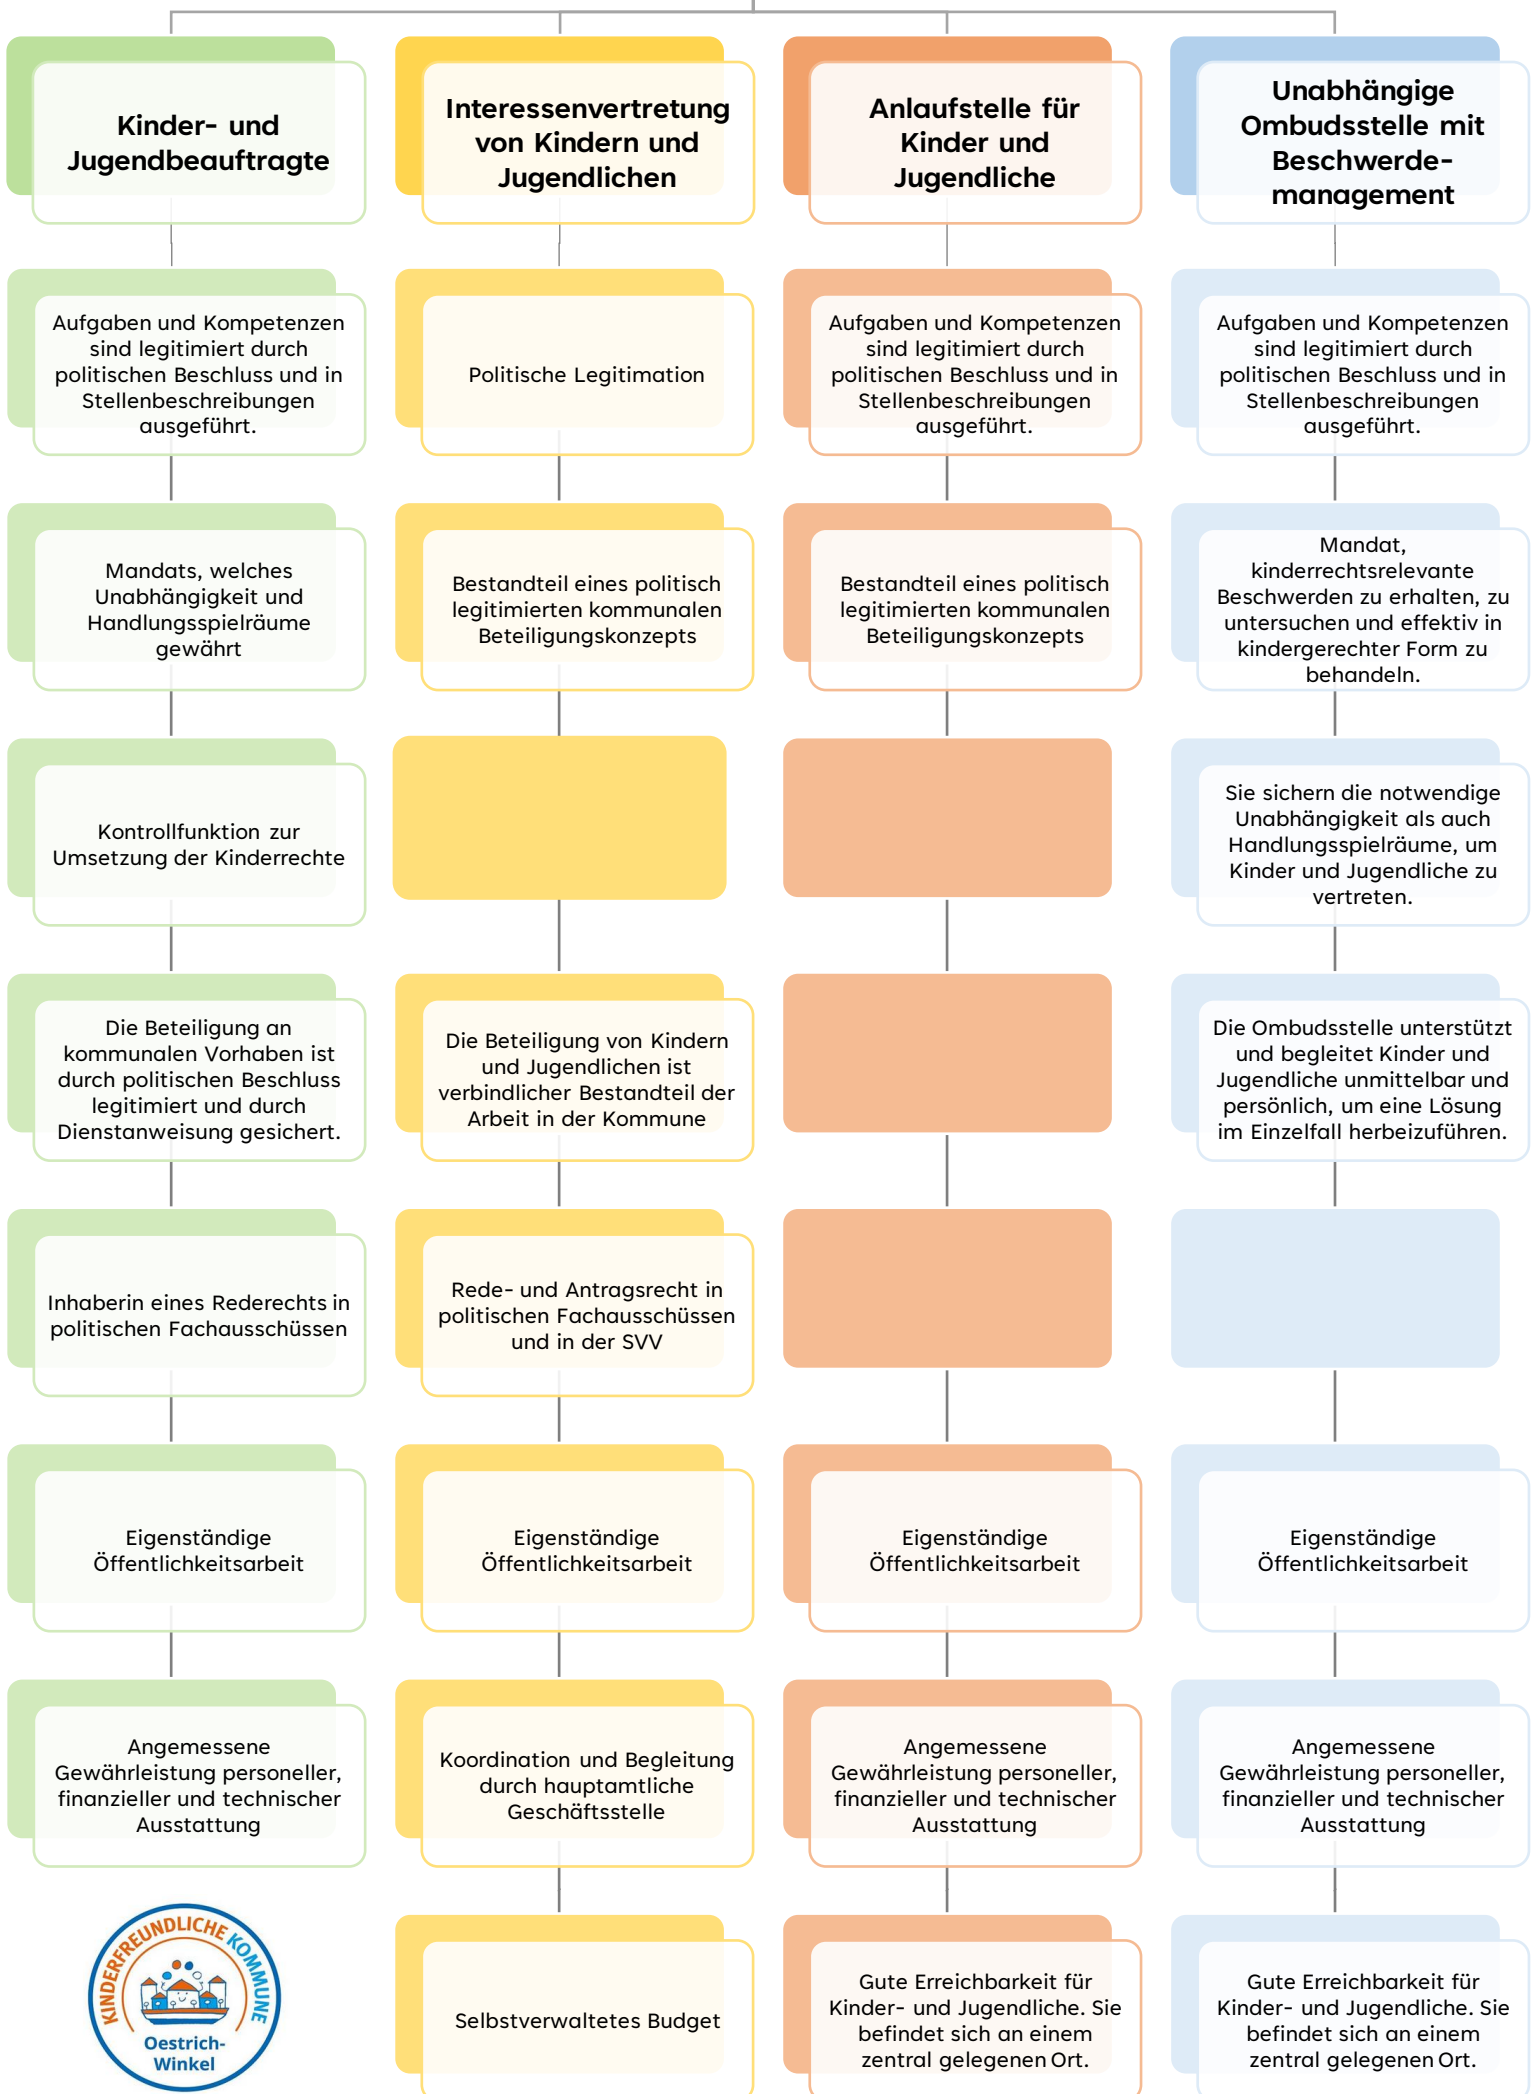 Kinder- und
Jugendbeauftragte
Interessenvertretung
von Kindern und
Jugendlichen
Anlaufstelle für
Kinder und
Jugendliche
Unabhängige
Ombudsstelle mit
Beschwerde-
management
Aufgaben und Kompetenzen
sind legitimiert durch
politischen Beschluss und in
Stellenbeschreibungen
ausgeführt.
Politische Legitimation
Aufgaben und Kompetenzen
sind legitimiert durch
politischen Beschluss und in
Stellenbeschreibungen
ausgeführt.
Aufgaben und Kompetenzen
sind legitimiert durch
politischen Beschluss und in
Stellenbeschreibungen
ausgeführt.
Mandats, welches
Unabhängigkeit und
Handlungsspielräume
gewährt
Bestandteil eines politisch
legitimierten kommunalen
Beteiligungskonzepts
Bestandteil eines politisch
legitimierten kommunalen
Beteiligungskonzepts
Mandat,
kinderrechtsrelevante
Beschwerden zu erhalten, zu
untersuchen und effektiv in
kindergerechter Form zu
behandeln.
Kontrollfunktion zur
Umsetzung der Kinderrechte
Sie sichern die notwendige
Unabhängigkeit als auch
Handlungsspielräume, um
Kinder und Jugendliche zu
vertreten.
Die Beteiligung an
kommunalen Vorhaben ist
durch politischen Beschluss
legitimiert und durch
Dienstanweisung gesichert.
Die Beteiligung von Kindern
und Jugendlichen ist
verbindlicher Bestandteil der
Arbeit in der Kommune
Die Ombudsstelle unterstützt
und begleitet Kinder und
Jugendliche unmittelbar und
persönlich, um eine Lösung
im Einzelfall herbeizuführen.
Inhaberin eines Rederechts in
politischen Fachausschüssen
Rede- und Antragsrecht in
politischen Fachausschüssen
und in der SVV
Eigenständige
Öffentlichkeitsarbeit
Eigenständige
Öffentlichkeitsarbeit
Eigenständige
Öffentlichkeitsarbeit
Eigenständige
Öffentlichkeitsarbeit
Angemessene
Gewährleistung personeller,
finanzieller und technischer
Ausstattung
Koordination und Begleitung
durch hauptamtliche
Geschäftsstelle
Angemessene
Gewährleistung personeller,
finanzieller und technischer
Ausstattung
Angemessene
Gewährleistung personeller,
finanzieller und technischer
Ausstattung
KINDERFREUNDLICHE KOMMUNE
Oestrich-
Winkel
Selbstverwaltetes Budget
Gute Erreichbarkeit für
Kinder- und Jugendliche. Sie
befindet sich an einem
zentral gelegenen Ort.
Gute Erreichbarkeit für
Kinder- und Jugendliche. Sie
befindet sich an einem
zentral gelegenen Ort.